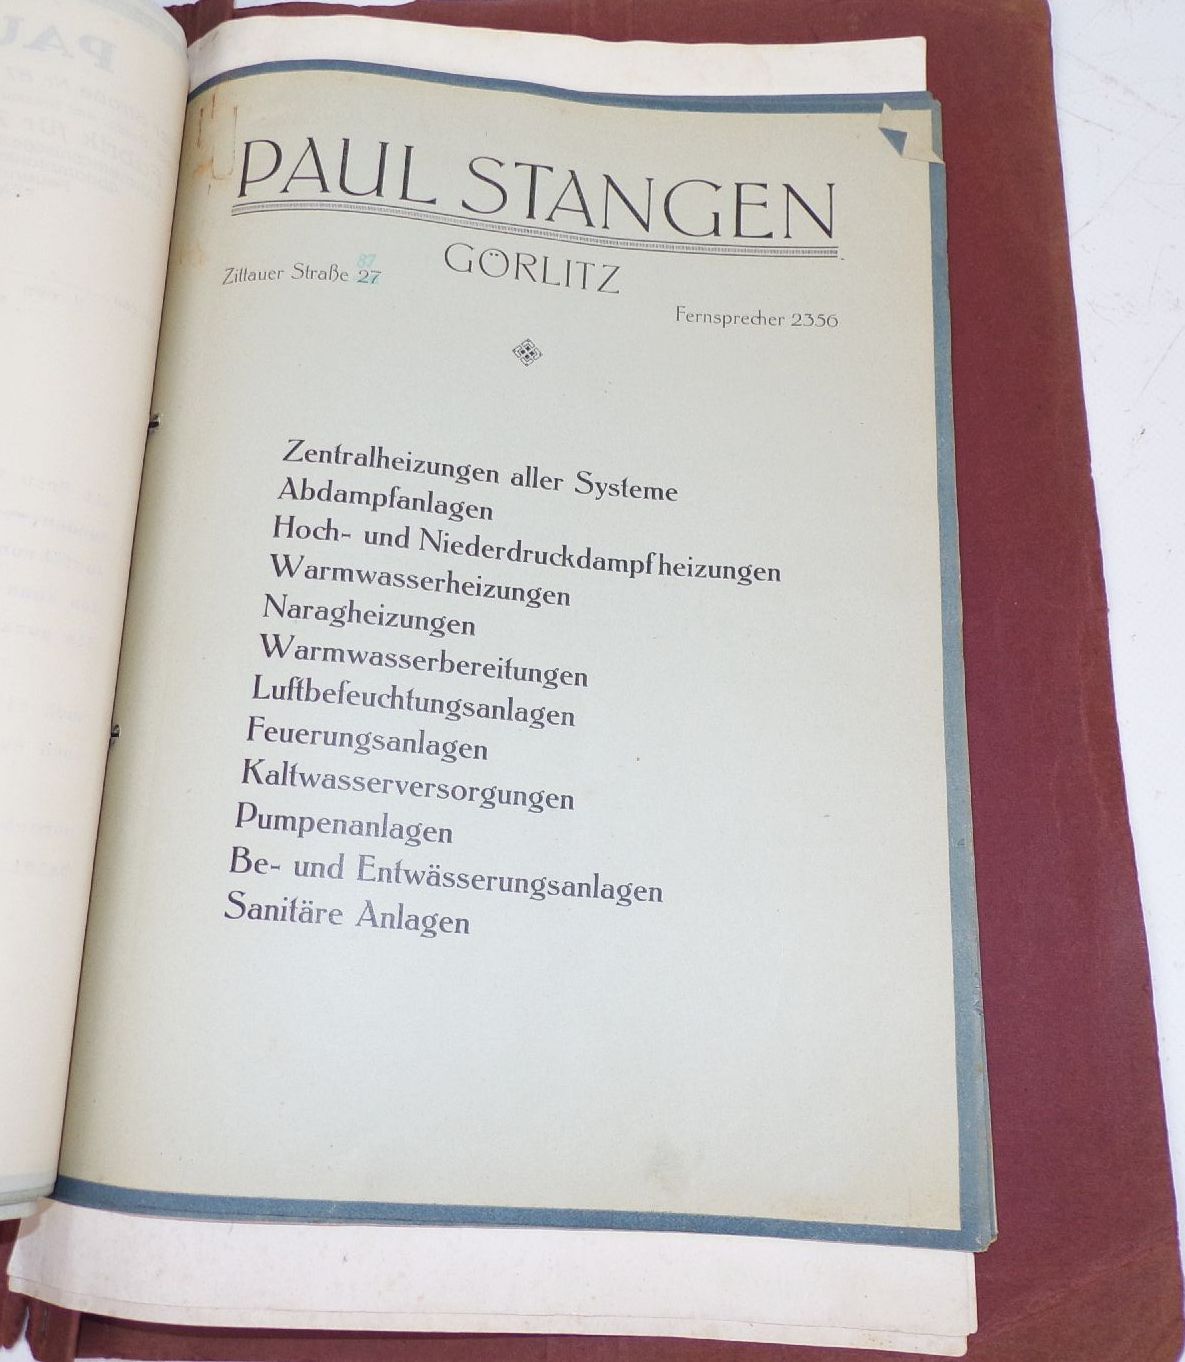 PAUL STANGEN
GÖRLITZ
Zittauer Straße 27
87
Fernsprecher 2356
Zentralheizungen aller Systeme
Abdampfanlagen
Hoch- und Niederdruckdampfheizungen
Warmwasserheizungen
Naragheizungen
Warmwasserbereitungen
Luftbefeuchtungsanlagen
Feuerungsanlagen
Kaltwasserversorgungen
Pumpenanlagen
Be- und Entwässerungsanlagen
Sanitäre Anlagen